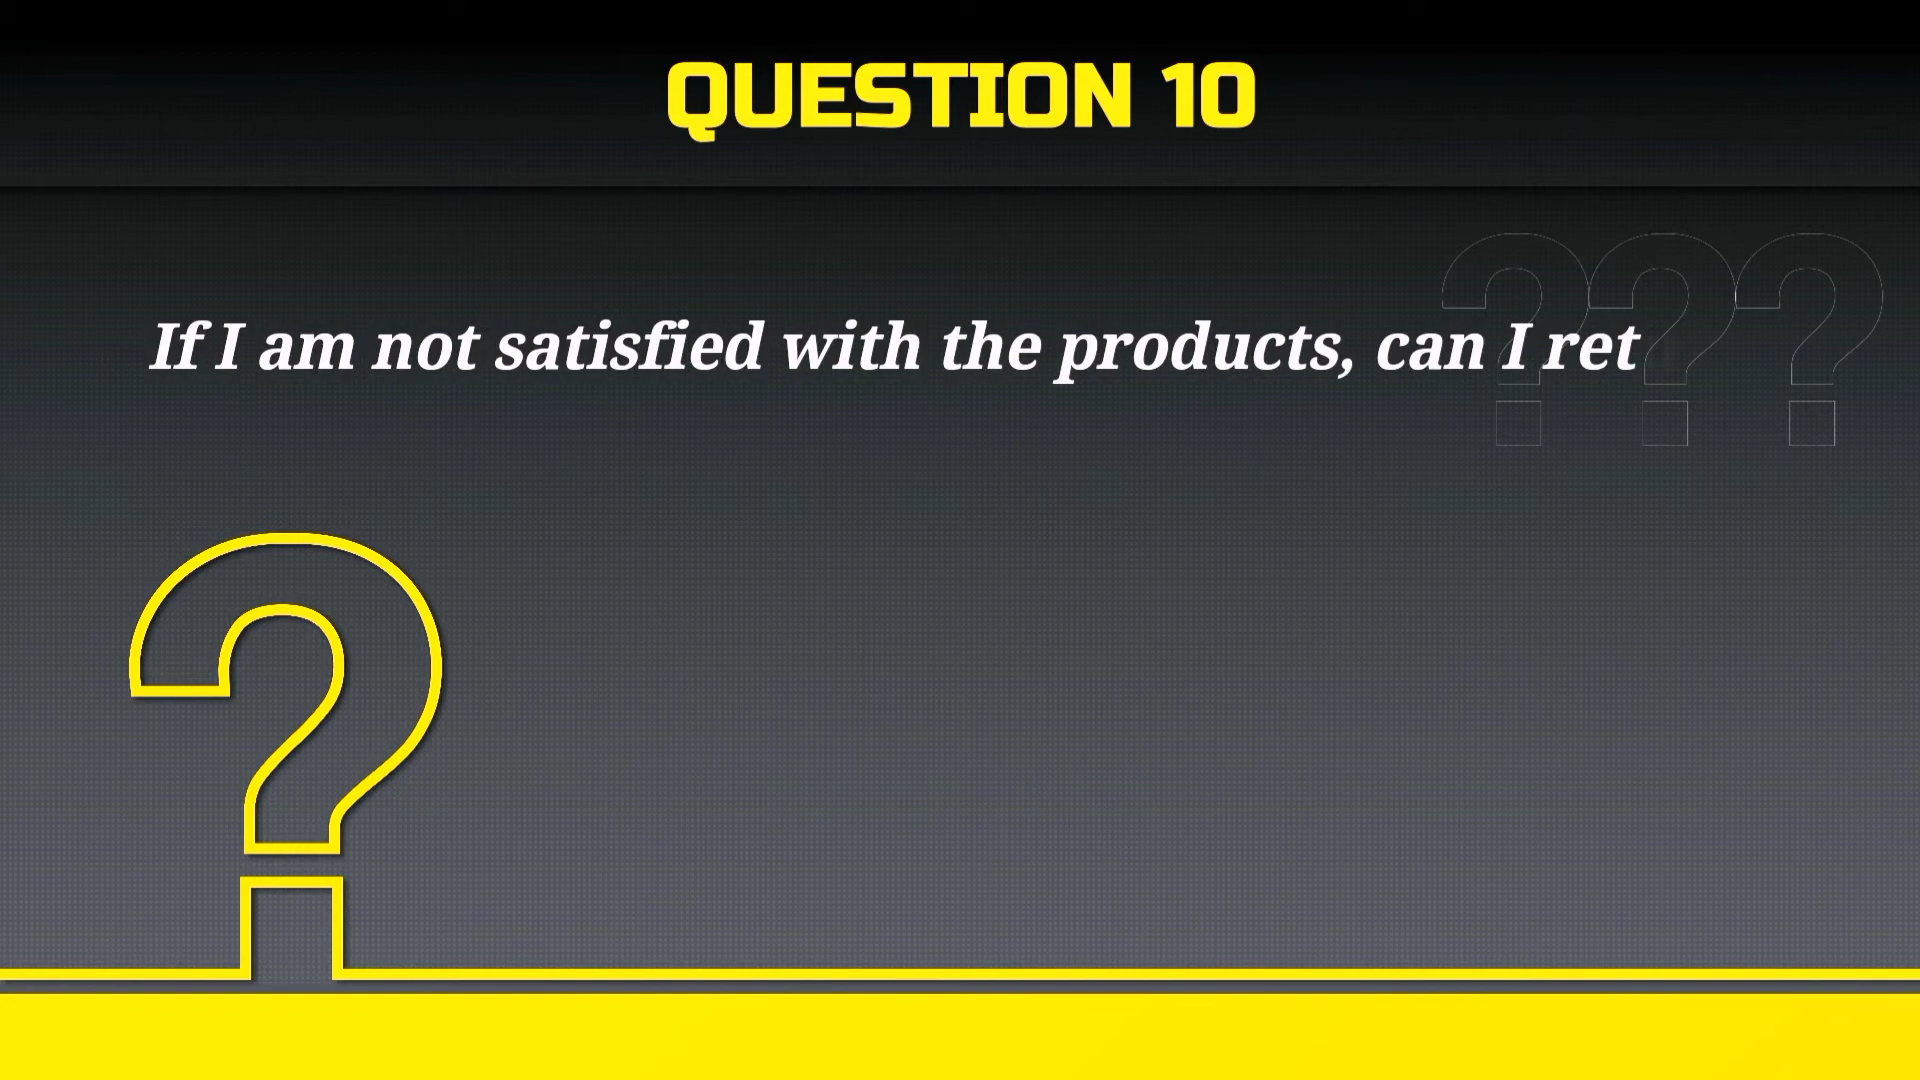 QUESTION 10
If I am not satisfied with the products, can I ret
???
?